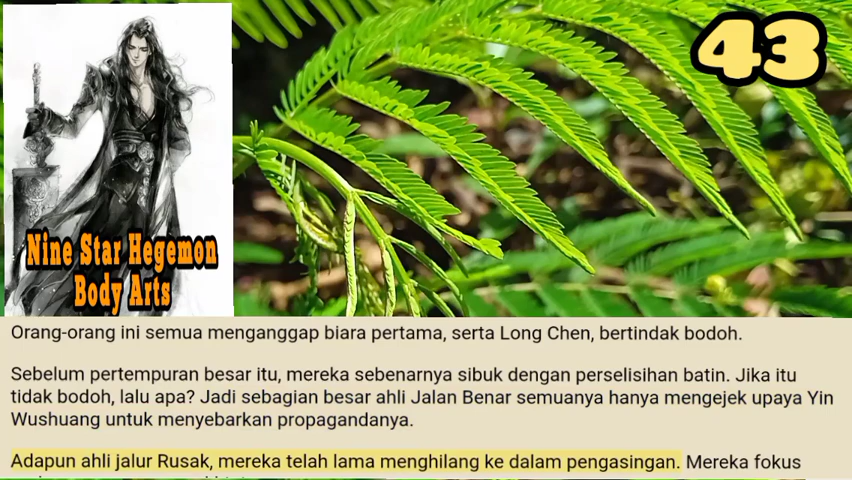 43
Nine Star Hegemon
Body Arts
Orang-orang ini semua menganggap biara pertama, serta Long Chen, bertindak bodoh.
Sebelum pertempuran besar itu, mereka sebenarnya sibuk dengan perselisihan batin. Jika itu
tidak bodoh, lalu apa? Jadi sebagian besar ahli Jalan Benar semuanya hanya mengejek upaya Yin
Wushuang untuk menyebarkan propagandanya.
Adapun ahli jalur Rusak, mereka telah lama menghilang ke dalam pengasingan. Mereka fokus